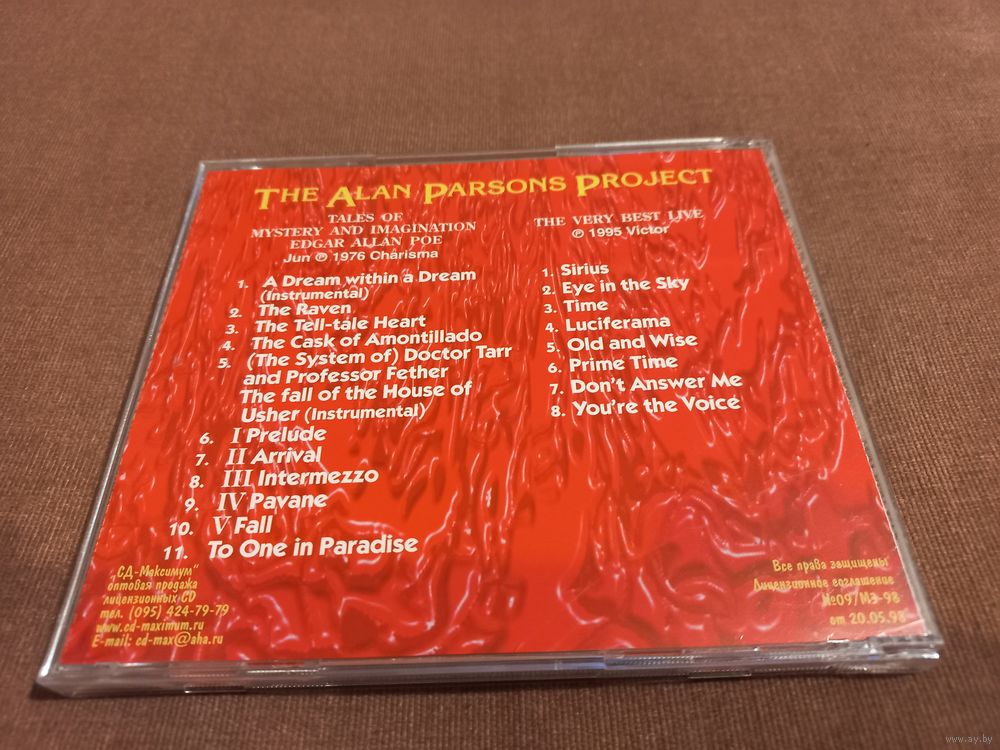 THE ALAN PARSONS PROJECT
TALES OF
MYSTERY AND IMAGINATION
EDGAR ALLAN POE
Jun ℗ 1976 Charisma
1. A Dream within a Dream
(Instrumental)
2. The Raven
3. The Tell-tale Heart
4. The Cask of Amontillado
5. (The System of) Doctor Tarr
and Professor Fether
The fall of the House of
Usher (Instrumental)
6. I Prelude
7. II Arrival
8. III Intermezzo
9. IV Pavane
10. V Fall
11. To One in Paradise
THE VERY BEST LIVE
℗ 1995 Victor
1. Sirius
2. Eye in the Sky
3. Time
4. Luciferama
5. Old and Wise
6. Prime Time
7. Don't Answer Me
8. You're the Voice
„СД-Максимум“
оптовая продажа
лицензионных CD
тел. (095) 424-79-79
www.cd-maximum.ru
E-mail: cd-max@aha.ru
Все права защищены
Лицензионное соглашение
№09/МЭ-98
от 20.05.98
www.ay.by